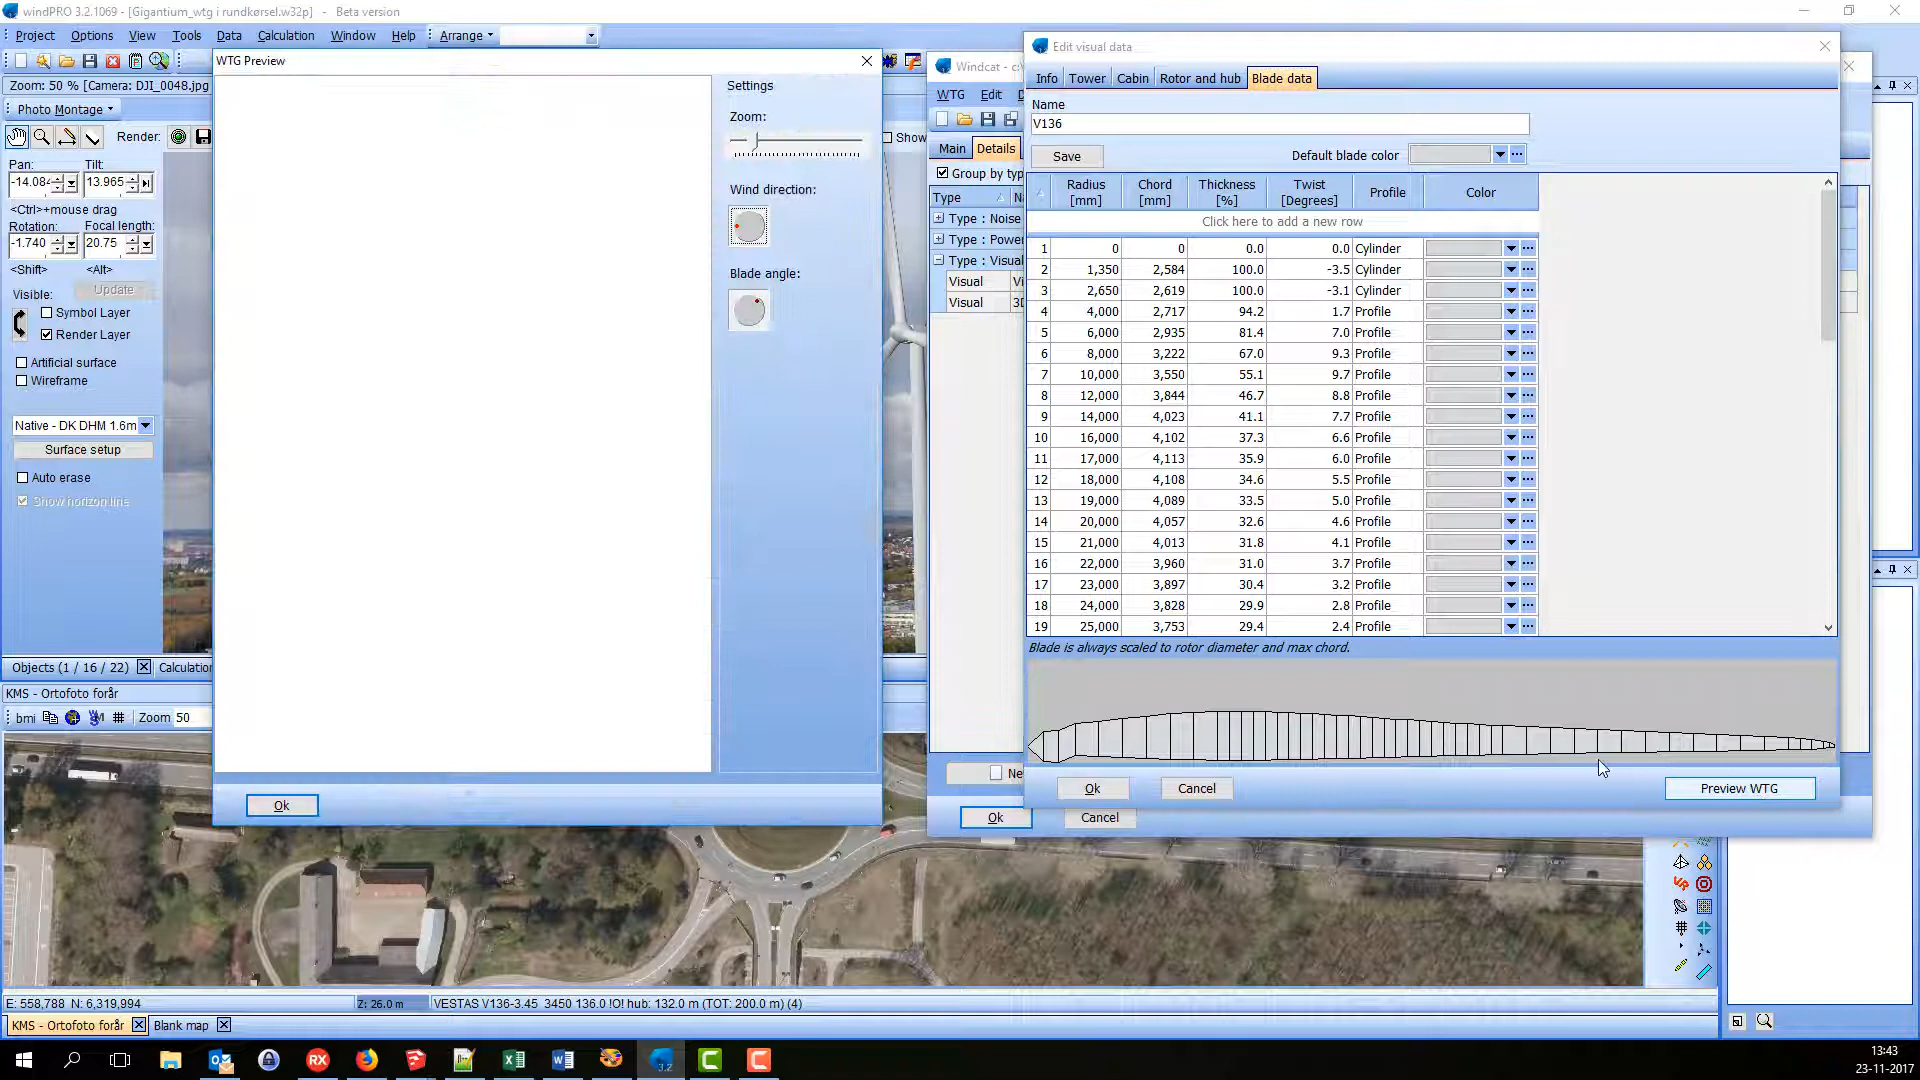 windPRO 3.2.1069 - [Gigantium_wtg i rundkørsel.w32p] - Beta version
Project Options View Tools Data Calculation Window Help Arrange
Zoom: 50 % [Camera: DJI_0048.jpg
Photo Montage
Render:
Pan: Tilt:
-14.084 13.965
<Ctrl>+mouse drag
Rotation: Focal length:
-1.740 20.75
<Shift> <Alt>
Update
Visible:
Symbol Layer
Render Layer
Artificial surface
Wireframe
Native - DK DHM 1.6m
Surface setup
Auto erase
Show horizon line
Objects (1 / 16 / 22) Calculation
KMS - Ortofoto forår
bmi Zoom 50
WTG Preview
Settings
Zoom:
Wind direction:
Blade angle:
Ok
Show
Windcat - c:\
WTG Edit D
Main Details
Group by typ
Type N
Type : Noise
Type : Power
Type : Visual
Visual Vi
Visual 3D
Ne
Ok Cancel
Edit visual data
Info Tower Cabin Rotor and hub Blade data
Name
V136
Save Default blade color
Radius [mm] Chord [mm] Thickness [%] Twist [Degrees] Profile Color
Click here to add a new row
1 0 0 0.0 0.0 Cylinder
2 1,350 2,584 100.0 -3.5 Cylinder
3 2,650 2,619 100.0 -3.1 Cylinder
4 4,000 2,717 94.2 1.7 Profile
5 6,000 2,935 81.4 7.0 Profile
6 8,000 3,222 67.0 9.3 Profile
7 10,000 3,550 55.1 9.7 Profile
8 12,000 3,844 46.7 8.8 Profile
9 14,000 4,023 41.1 7.7 Profile
10 16,000 4,102 37.3 6.6 Profile
11 17,000 4,113 35.9 6.0 Profile
12 18,000 4,108 34.6 5.5 Profile
13 19,000 4,089 33.5 5.0 Profile
14 20,000 4,057 32.6 4.6 Profile
15 21,000 4,013 31.8 4.1 Profile
16 22,000 3,960 31.0 3.7 Profile
17 23,000 3,897 30.4 3.2 Profile
18 24,000 3,828 29.9 2.8 Profile
19 25,000 3,753 29.4 2.4 Profile
Blade is always scaled to rotor diameter and max chord.
Ok Cancel Preview WTG
E: 558,788 N: 6,319,994 Z: 26.0 m VESTAS V136-3.45 3450 136.0 !O! hub: 132.0 m (TOT: 200.0 m) (4)
KMS - Ortofoto forår Blank map
RX
3.2
13:43
23-11-2017